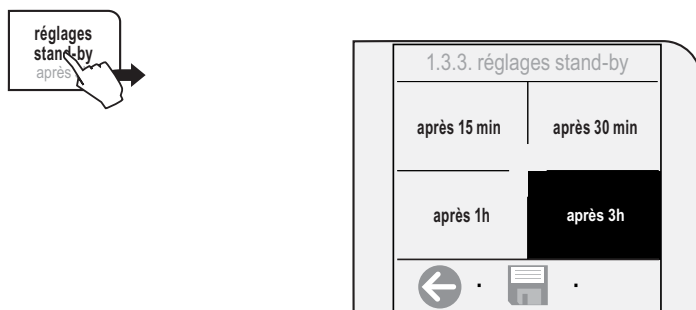 réglages
stand-by
après
1.3.3. réglages stand-by
après 15 min
après 30 min
après 1h
après 3h